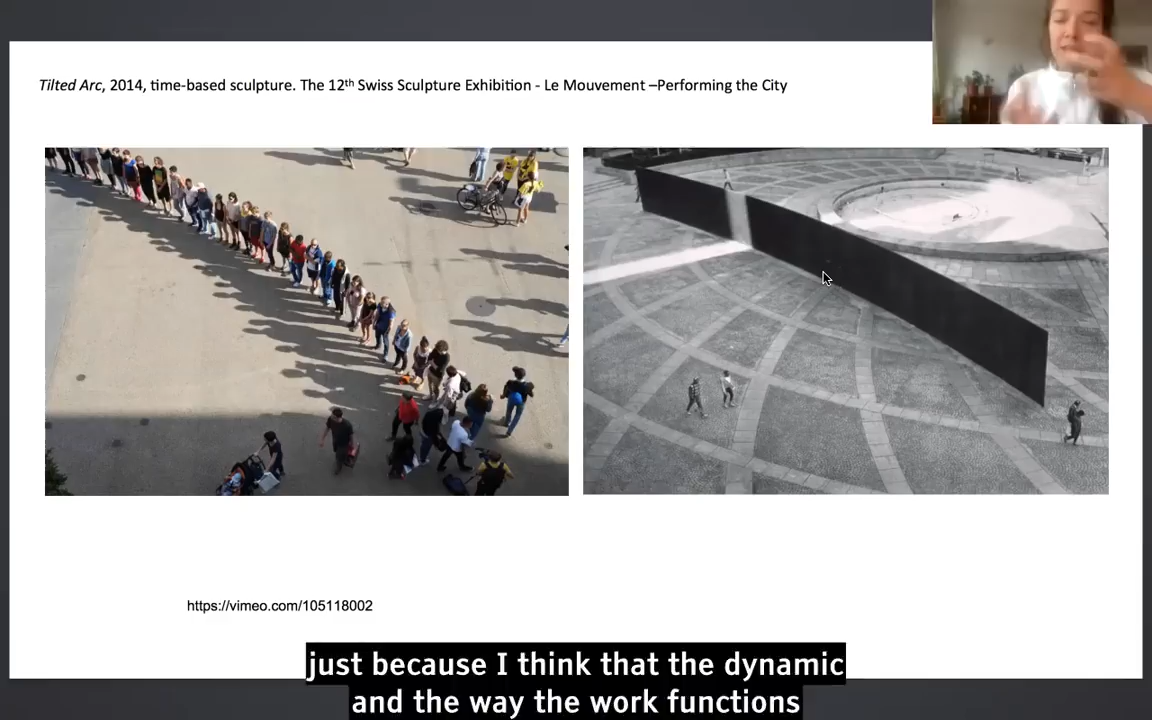 Tilted Arc, 2014, time-based sculpture. The 12th Swiss Sculpture Exhibition - Le Mouvement –Performing the City
https://vimeo.com/105118002
just because I think that the dynamic
and the way the work functions